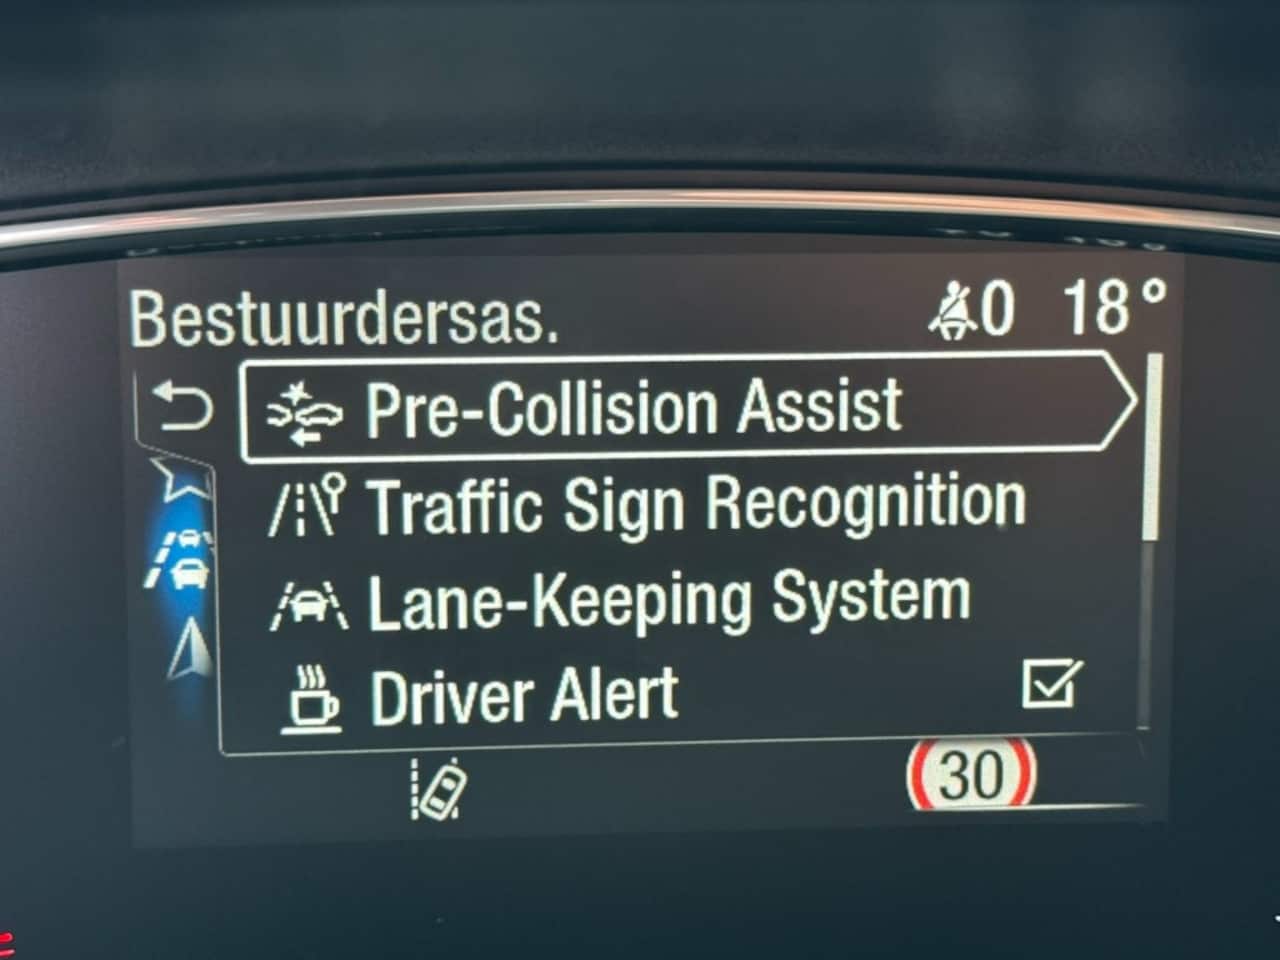 Bestuurdersas. 0 18°
Pre-Collision Assist
Traffic Sign Recognition
Lane-Keeping System
Driver Alert
30